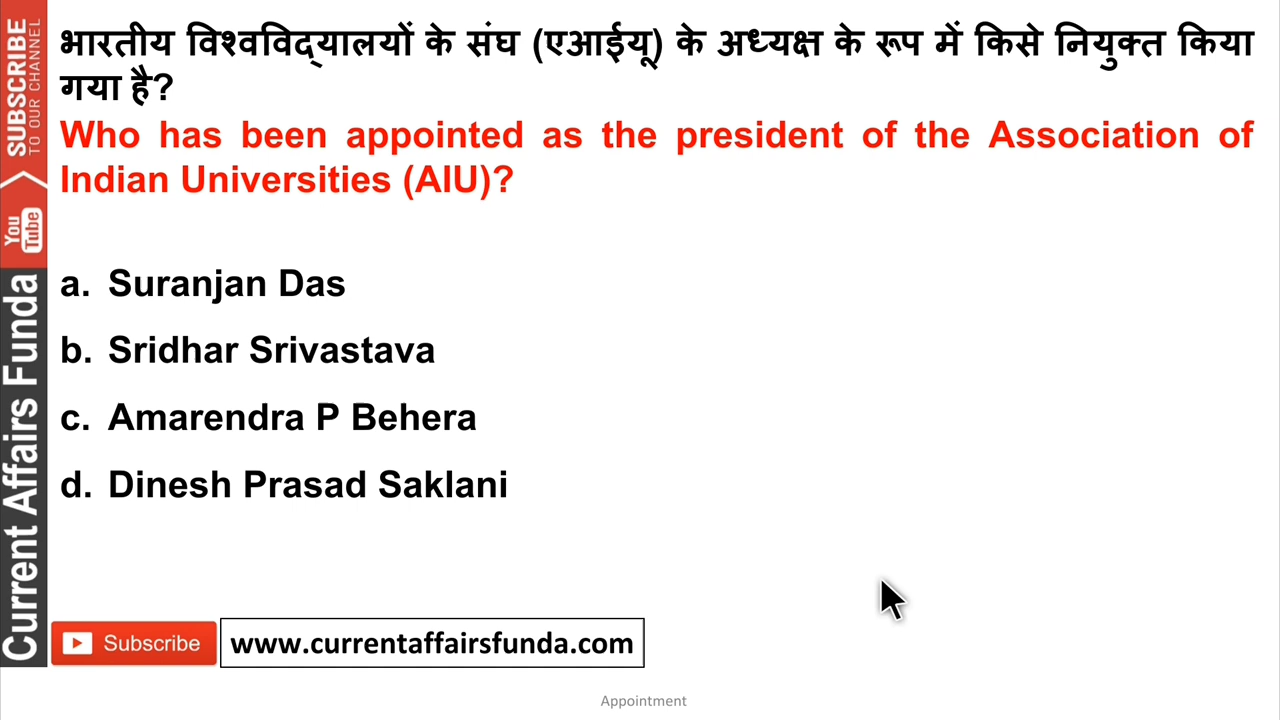 भारतीय विश्वविद्यालयों के संघ (एआईयू) के अध्यक्ष के रूप में किसे नियुक्त किया
गया है?
Who has been appointed as the president of the Association of
Indian Universities (AIU)?
a. Suranjan Das
b. Sridhar Srivastava
c. Amarendra P Behera
d. Dinesh Prasad Saklani
SUBSCRIBE
TO OUR CHANNEL
You
Tube
Current Affairs Funda
Subscribe
www.currentaffairsfunda.com
Appointment